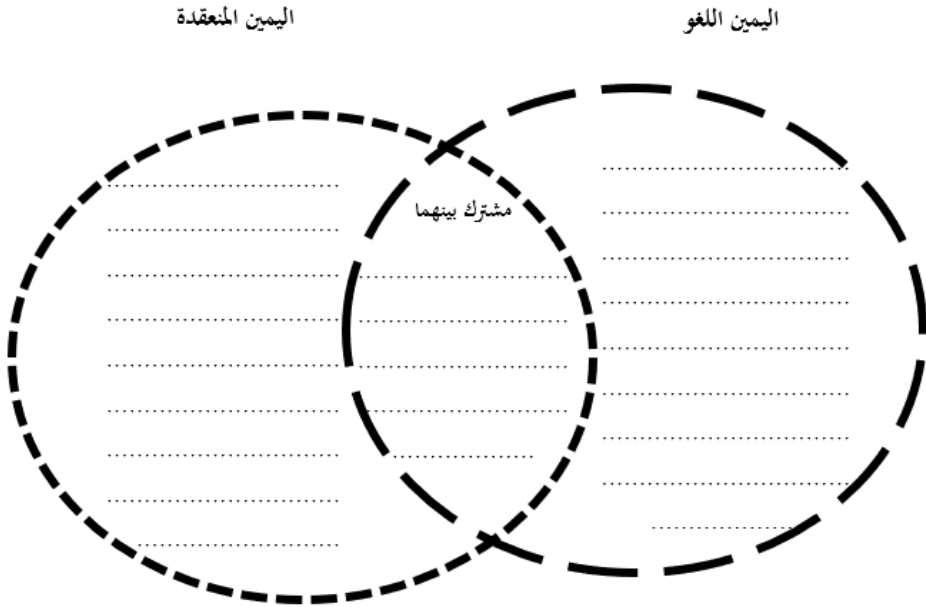 اليمين اللغو
اليمين المنعقدة
مشترك بينهما